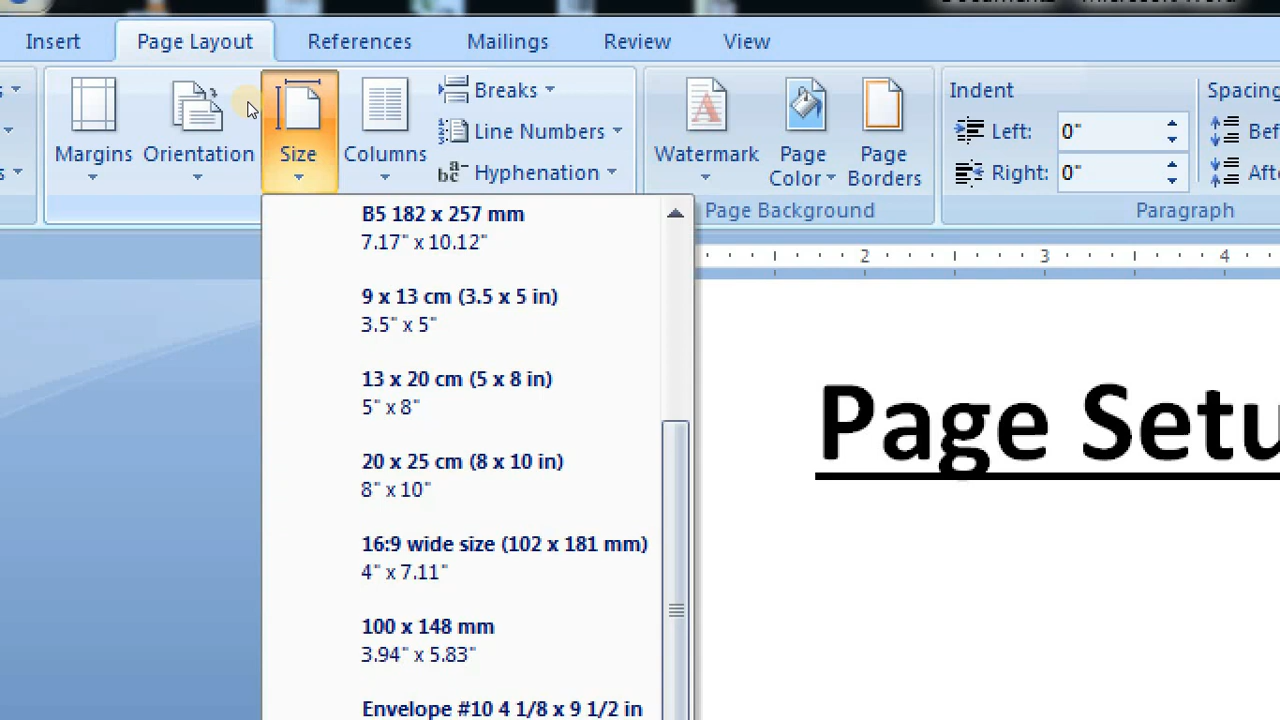 Insert Page Layout References Mailings Review View
Margins Orientation Size Columns
Breaks
Line Numbers
Hyphenation
Watermark Page Color Page Borders
Page Background
Indent
Left: 0"
Right: 0"
Spacing
Paragraph
B5 182 x 257 mm
7.17" x 10.12"
9 x 13 cm (3.5 x 5 in)
3.5" x 5"
13 x 20 cm (5 x 8 in)
5" x 8"
20 x 25 cm (8 x 10 in)
8" x 10"
16:9 wide size (102 x 181 mm)
4" x 7.11"
100 x 148 mm
3.94" x 5.83"
Envelope #10 4 1/8 x 9 1/2 in
2 3 4
Page Setu